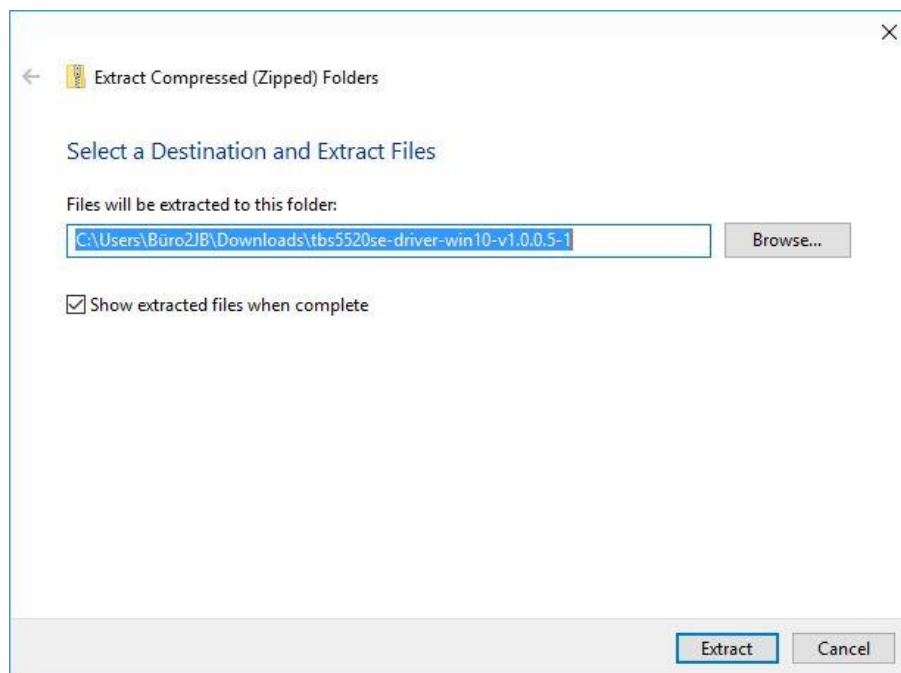 Extract Compressed (Zipped) Folders
Select a Destination and Extract Files
Files will be extracted to this folder:
C:\Users\Büro2JB\Downloads\tbs5520se-driver-win10-v1.0.0.5-1
Browse...
Show extracted files when complete
Extract
Cancel